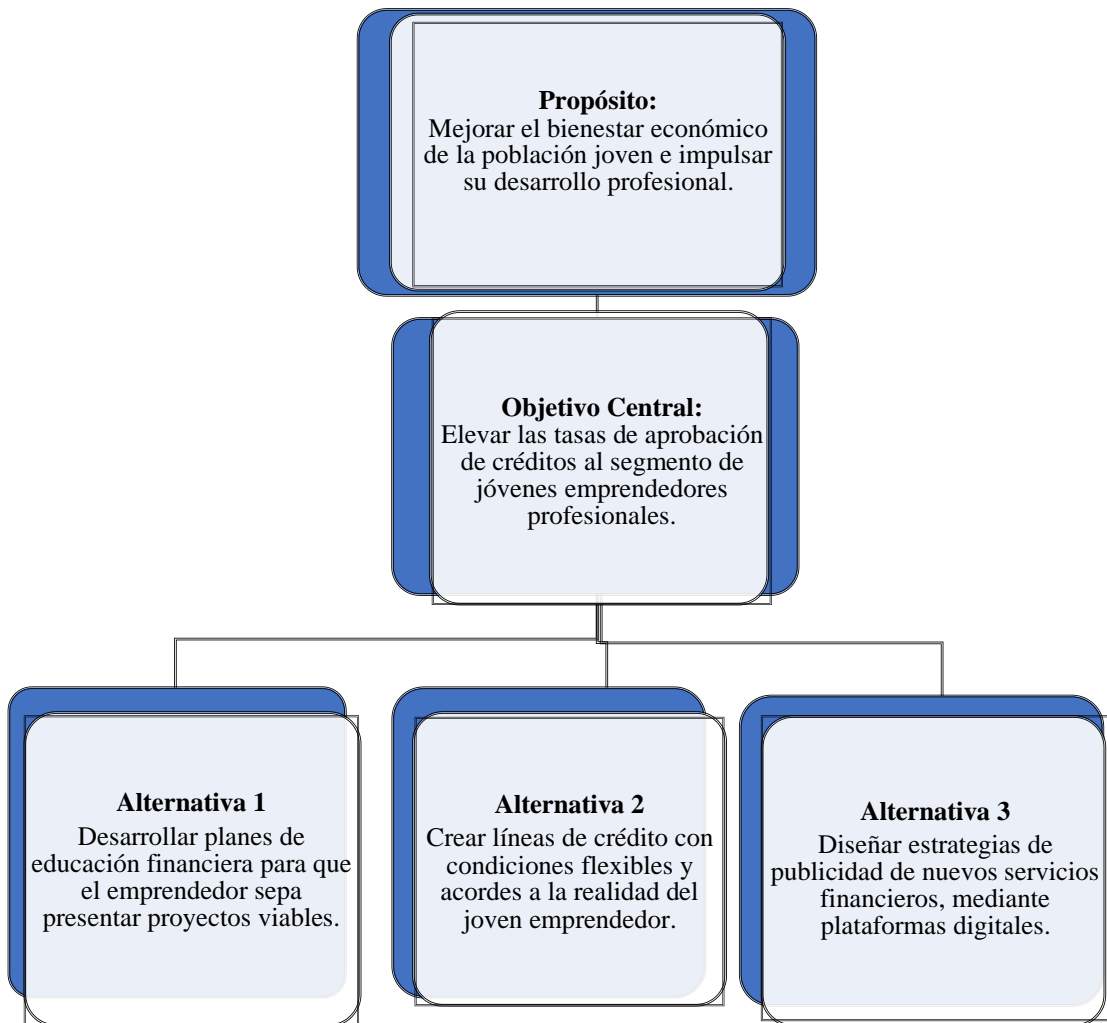 Propósito:
Mejorar el bienestar económico
de la población joven e impulsar
su desarrollo profesional.
Objetivo Central:
Elevar las tasas de aprobación
de créditos al segmento de
jóvenes emprendedores
profesionales.
Alternativa 1
Desarrollar planes de
educación financiera para que
el emprendedor sepa
presentar proyectos viables.
Alternativa 2
Crear líneas de crédito con
condiciones flexibles y
acordes a la realidad del
joven emprendedor.
Alternativa 3
Diseñar estrategias de
publicidad de nuevos servicios
financieros, mediante
plataformas digitales.